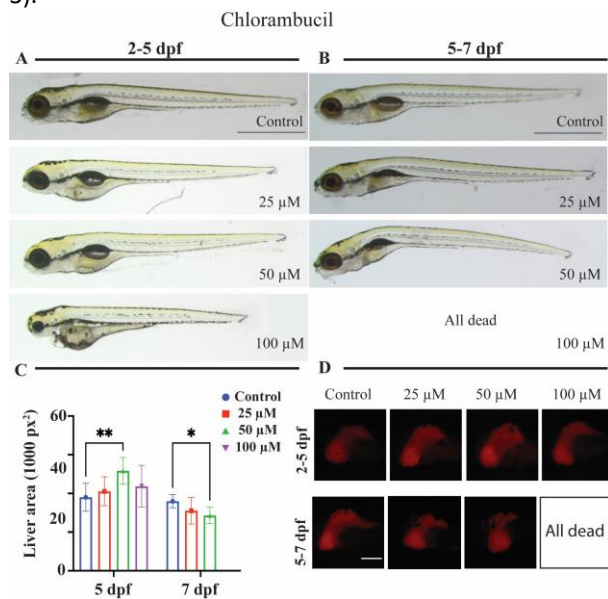 3).
Chlorambucil
2-5 dpf
5-7 dpf
A
B
Control
Control
25 µM
25 µM
50 µM
50 µM
100 µM
All dead
100 µM
C
D
Control
25 µM
50 µM
100 µM
60
40
20
0
Liver area (1000 px²)
**
*
5 dpf
7 dpf
Control
25 µM
50 µM
100 µM
2-5 dpf
5-7 dpf
All dead